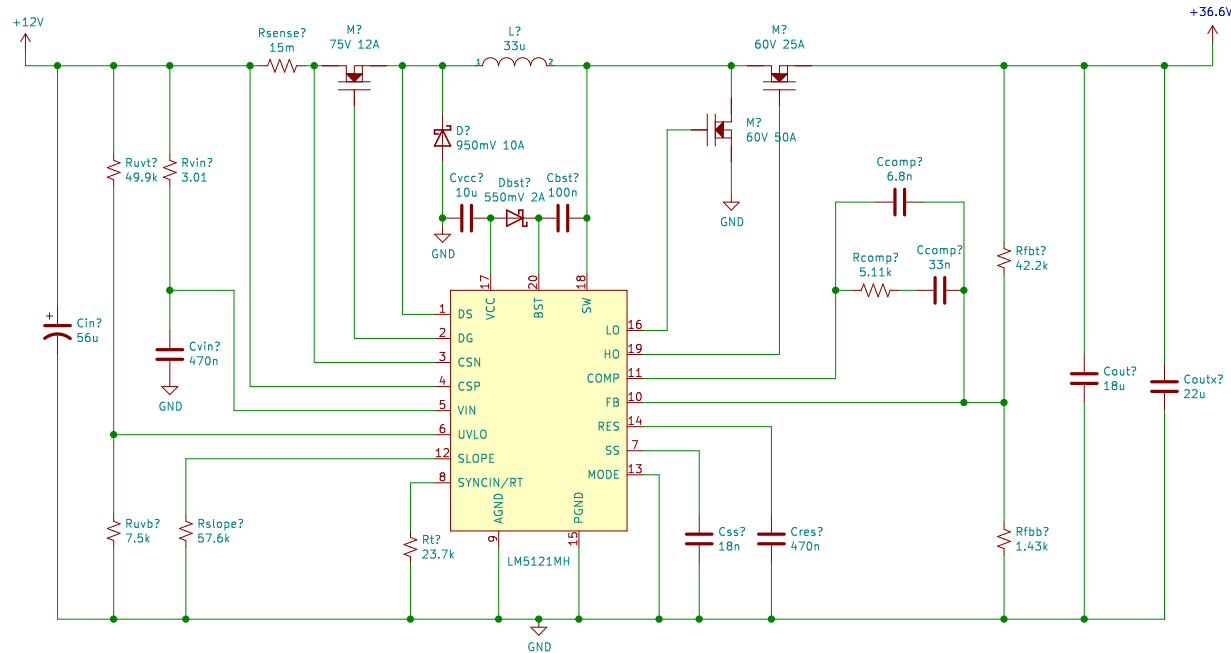 +12V
+36.6V
Rsense?
15m
M?
75V 12A
L?
33u
1
2
M?
60V 25A
D?
950mV 10A
M?
60V 50A
Ruvt?
49.9k
Rvin?
3.01
Cvcc?
10u
Dbst?
550mV 2A
Cbst?
100n
Ccomp?
6.8n
GND
GND
Rcomp?
5.11k
Ccomp?
33n
Rfbt?
42.2k
17
20
18
VCC
BST
SW
1
DS
2
DG
3
CSN
4
CSP
5
VIN
6
UVLO
12
SLOPE
8
SYNCIN/RT
LO
16
HO
19
COMP
11
FB
10
RES
14
SS
7
MODE
13
AGND
PGND
9
15
LM5121MH
Cin?
56u
Cvin?
470n
GND
Cout?
18u
Coutx?
22u
Ruvb?
7.5k
Rslope?
57.6k
Rt?
23.7k
Css?
18n
Cres?
470n
Rfbb?
1.43k
GND